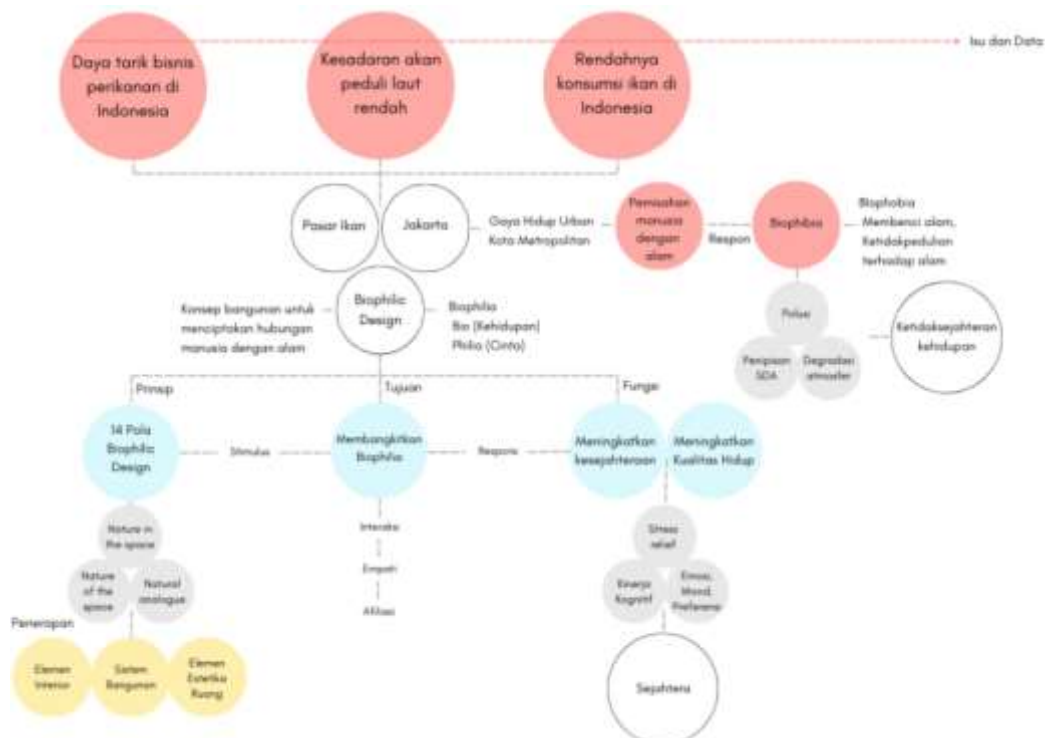 Daya tarik bisnis
perikanan di
Indonesia
Kesadaran akan
peduli laut
rendah
Rendahnya
konsumsi ikan di
Indonesia
Isu dan Data
Pasar Ikan
Jakarta
Gaya Hidup Urban
Kota Metropolitan
Pemisahan
manusia
dengan
alam
Respon
Biophibia
Biophobia
Membenci alam,
Ketidakpedulian
terhadap alam
Konsep bangunan untuk
menciptakan hubungan
manusia dengan alam
Biophilic
Design
Biophilia
Bio (Kehidupan)
Philia (Cinta)
Polusi
Penipisan
SDA
Degradasi
atmosfer
Ketidaksejahteran
kehidupan
Prinsip
Tujuan
Fungsi
14 Pola
Biophilic
Design
Stimulus
Membangkitkan
Biophilia
Respons
Meningkatkan
kesejahteraan
Meningkatkan
Kualitas Hidup
Nature in
the space
Nature
of the
space
Natural
analogue
Interaksi
Empati
Afiliasi
Stress
relief
Kinerja
Kognitif
Emosi,
Mood,
Preferensi
Penerapan
Elemen
Interior
Sistem
Bangunan
Elemen
Estetika
Ruang
Sejahtera